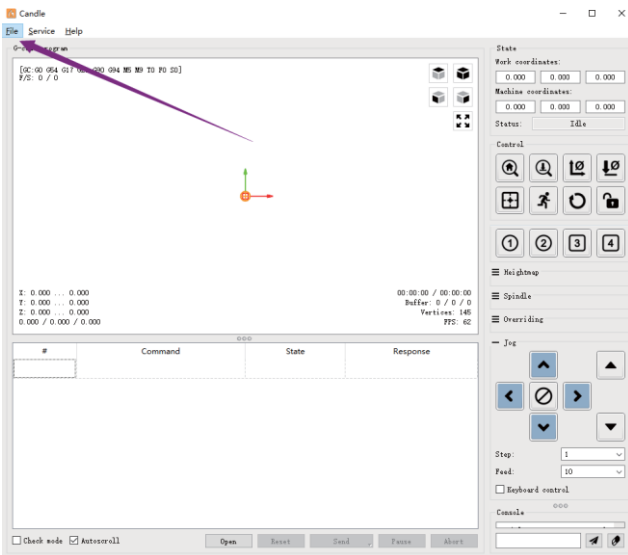 Candle
File Service Help
G-code program
[GC:G0 G54 G17 G90 G94 M5 M9 T0 F0 S0]
F/S: 0 / 0
X: 0.000 ... 0.000
Y: 0.000 ... 0.000
Z: 0.000 ... 0.000
0.000 / 0.000 / 0.000
00:00:00 / 00:00:00
Buffer: 0 / 0 / 0
Vertices: 145
FPS: 62
# Command State Response
Check mode Autoscroll Open Reset Send Pause Abort
State
Work coordinates:
0.000 0.000 0.000
Machine coordinates:
0.000 0.000 0.000
Status: Idle
Control
1 2 3 4
Heightmap
Spindle
Overriding
Jog
Step: 1
Feed: 10
Keyboard control
Console